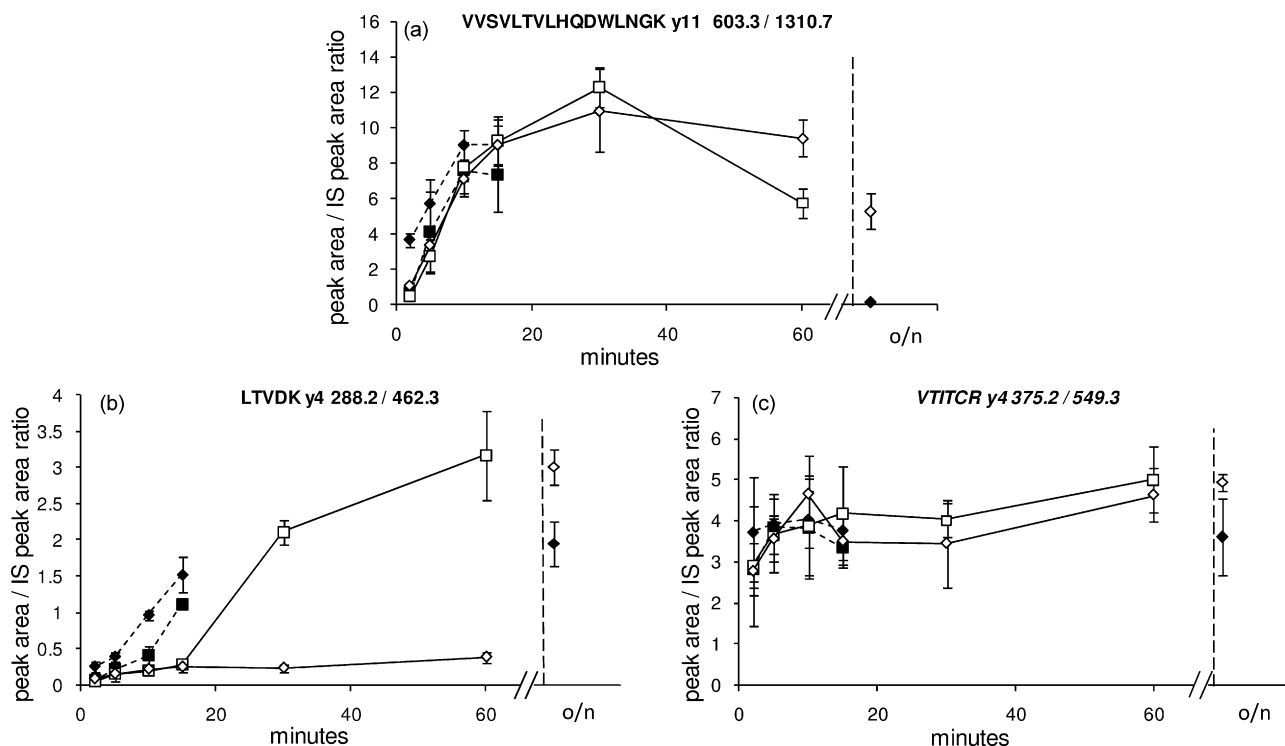 (a) VVSVLTVLHQDWLNGK y11 603.3 / 1310.7
peak area / IS peak area ratio
16
14
12
10
8
6
4
2
0
0 20 40 60 o/n
minutes
(b) LTVDK y4 288.2 / 462.3
peak area / IS peak area ratio
4
3.5
3
2.5
2
1.5
1
0.5
0
0 20 40 60 o/n
minutes
(c) VTITCR y4 375.2 / 549.3
peak area / IS peak area ratio
7
6
5
4
3
2
1
0
0 20 40 60 o/n
minutes